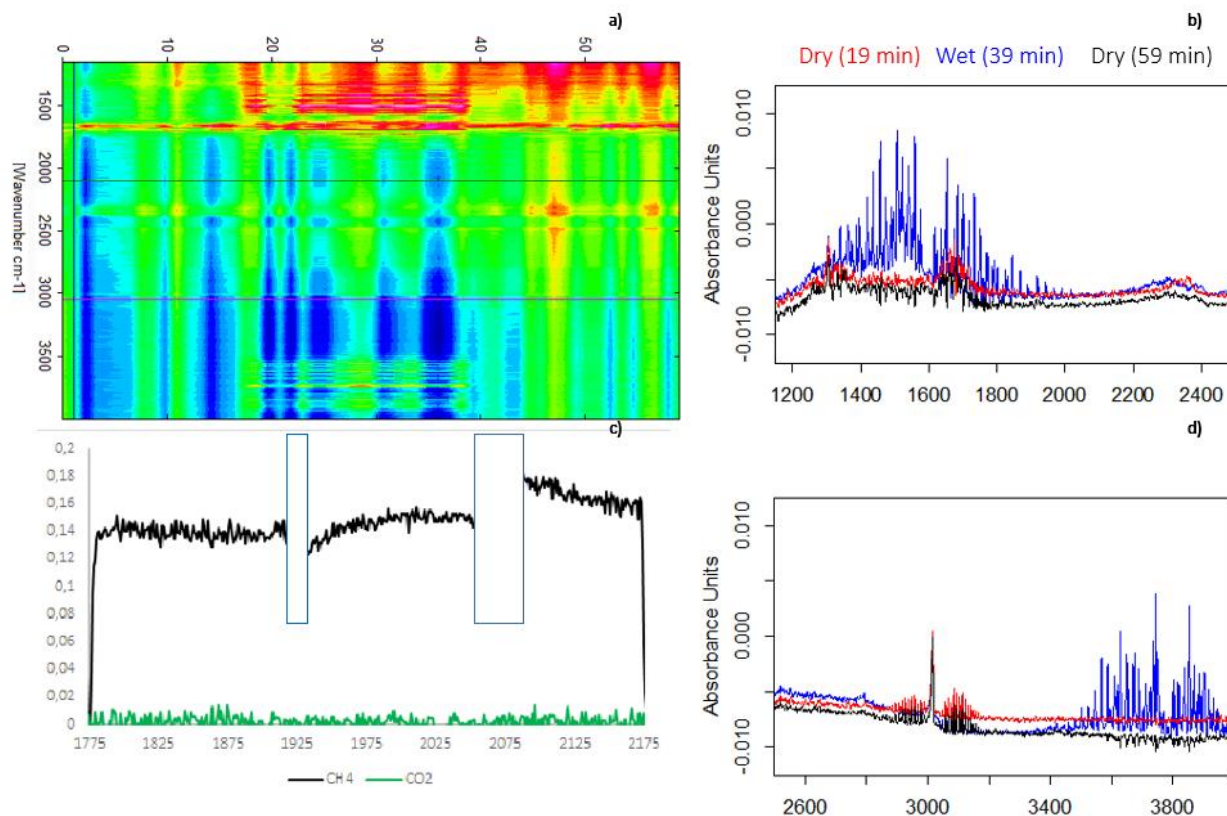 a)
0 10 20 30 40 50
[Wavenumber cm-1]
1500 2000 2500 3000 3500
b)
Dry (19 min) Wet (39 min) Dry (59 min)
Absorbance Units
0.010
0.000
-0.010
1200 1400 1600 1800 2000 2200 2400
c)
0,2
0,18
0,16
0,14
0,12
0,1
0,08
0,06
0,04
0,02
0
1775 1825 1875 1925 1975 2025 2075 2125 2175
CH4 CO2
d)
Absorbance Units
0.010
0.000
-0.010
2600 3000 3400 3800